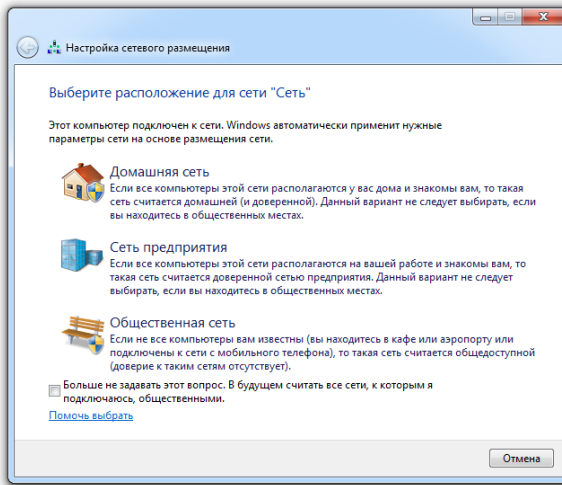 Настройка сетевого размещения
Выберите расположение для сети "Сеть"
Этот компьютер подключен к сети. Windows автоматически применит нужные
параметры сети на основе размещения сети.
Домашняя сеть
Если все компьютеры этой сети располагаются у вас дома и знакомы вам, то такая
сеть считается домашней (и доверенной). Данный вариант не следует выбирать, если
вы находитесь в общественных местах.
Сеть предприятия
Если все компьютеры этой сети располагаются на вашей работе и знакомы вам, то
такая сеть считается доверенной сетью предприятия. Данный вариант не следует
выбирать, если вы находитесь в общественных местах.
Общественная сеть
Если не все компьютеры вам известны (вы находитесь в кафе или аэропорту или
подключены к сети с мобильного телефона), то такая сеть считается общедоступной
(доверие к таким сетям отсутствует).
Больше не задавать этот вопрос. В будущем считать все сети, к которым я
подключаюсь, общественными.
Помочь выбрать
Отмена